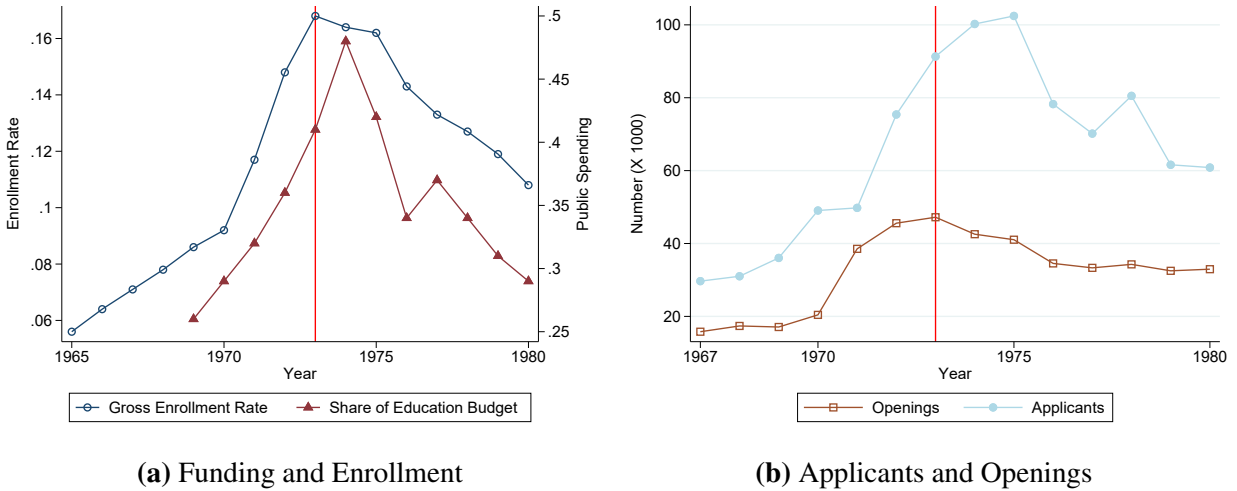 .16
.14
.12
.1
.08
.06
Enrollment Rate
.5
.45
.4
.35
.3
.25
Public Spending
1965 1970 1975 1980
Year
Gross Enrollment Rate Share of Education Budget
(a) Funding and Enrollment
100
80
60
40
20
Number (X 1000)
1967 1970 1975 1980
Year
Openings Applicants
(b) Applicants and Openings